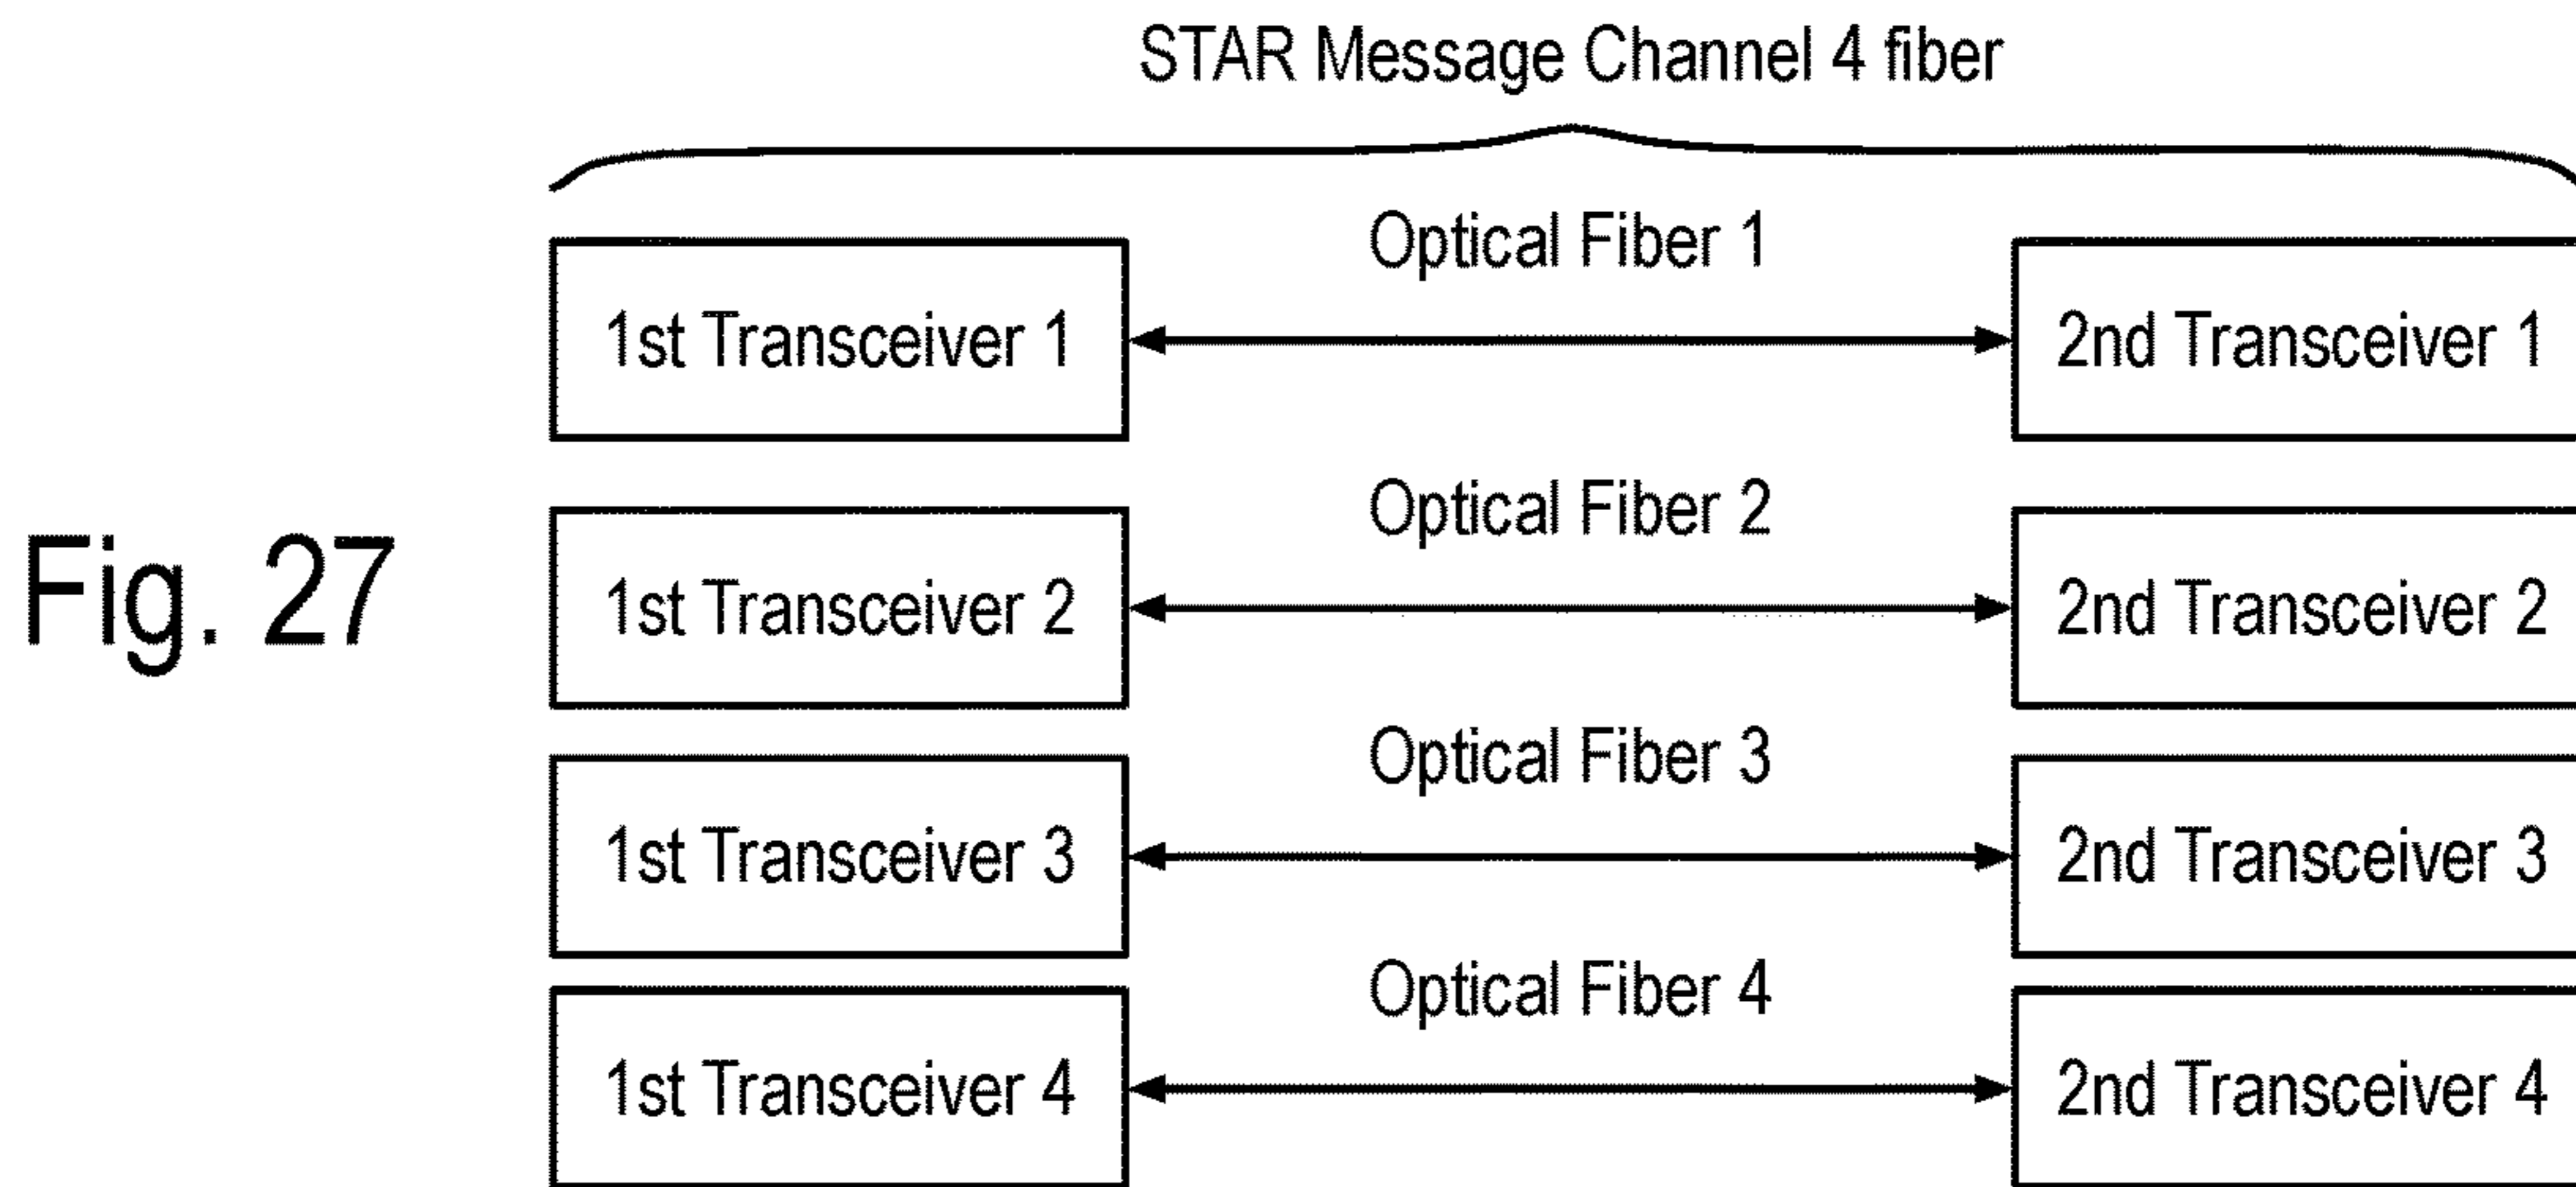 STAR Message Channel 4 fiber
Optical Fiber 1
1st Transceiver 1
2nd Transceiver 1
Optical Fiber 2
1st Transceiver 2
2nd Transceiver 2
Fig. 27
Optical Fiber 3
1st Transceiver 3
2nd Transceiver 3
Optical Fiber 4
1st Transceiver 4
2nd Transceiver 4